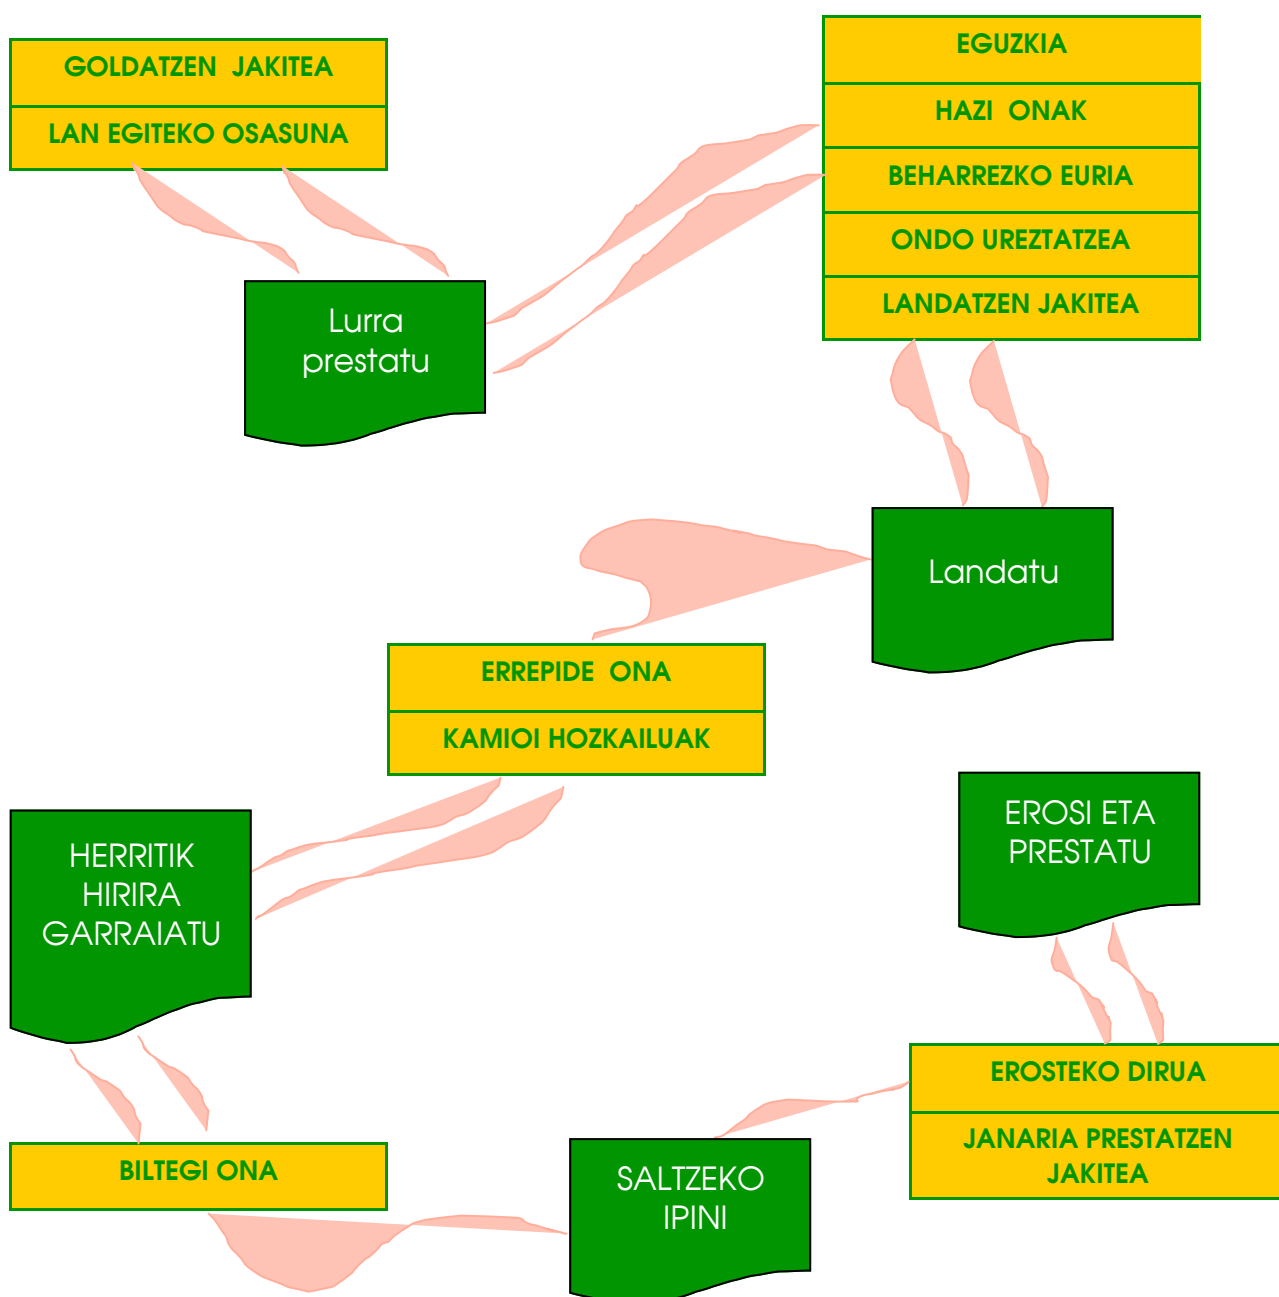 GOLDATZEN JAKITEA
LAN EGITEKO OSASUNA
EGUZKIA
HAZI ONAK
BEHARREZKO EURIA
ONDO UREZTATZEA
LANDATZEN JAKITEA
Lurra
prestatu
Landatu
ERREPIDE ONA
KAMIOI HOZKAILUAK
HERRITIK
HIRIRA
GARRAIATU
EROSI ETA
PRESTATU
BILTEGI ONA
SALTZEKO
IPINI
EROSTEKO DIRUA
JANARIA PRESTATZEN
JAKITEA